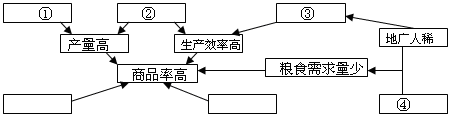 ① ② ③
产量高 生产效率高 地广人稀
商品率高 粮食需求量少
④